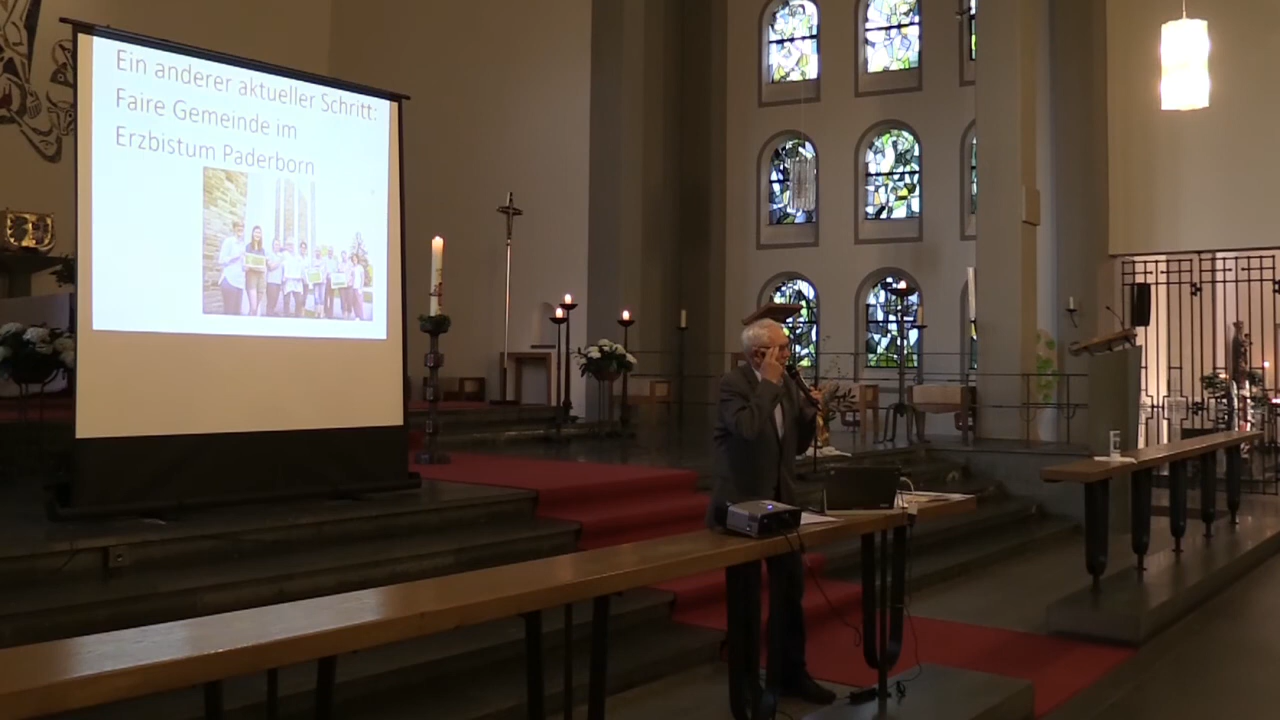 Ein anderer aktueller Schritt:
Faire Gemeinde im
Erzbistum Paderborn